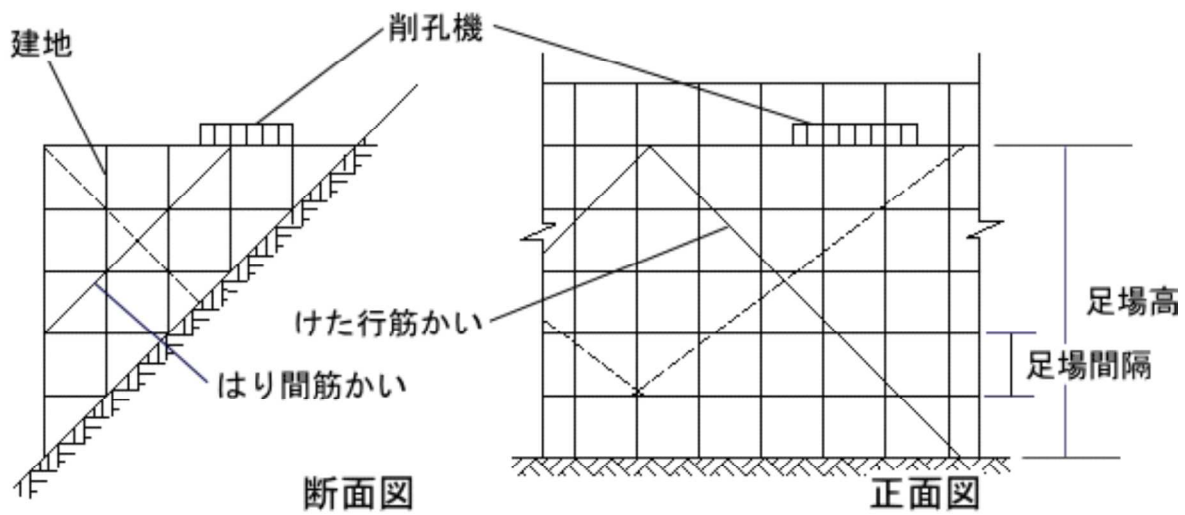 建地
削孔機
けた行筋かい
はり間筋かい
足場高
足場間隔
断面図
正面図